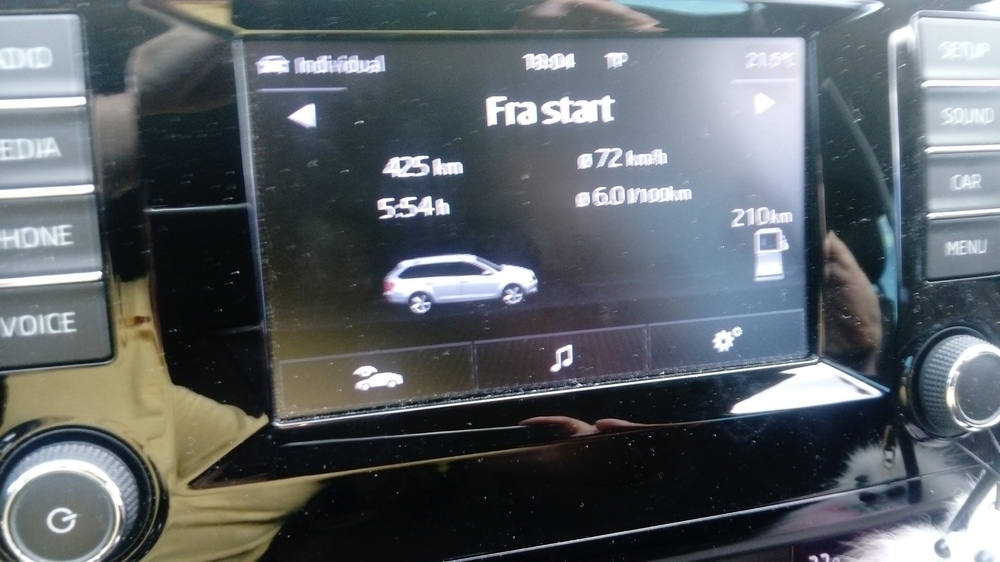 ADIO
EDIA
HONE
VOICE
Individual 18:04 TP 21.5°C
Fra start
425 km ø 72 km/h
5:54 h ø 6.0 l/100km
210 km
SETUP
SOUND
CAR
MENU